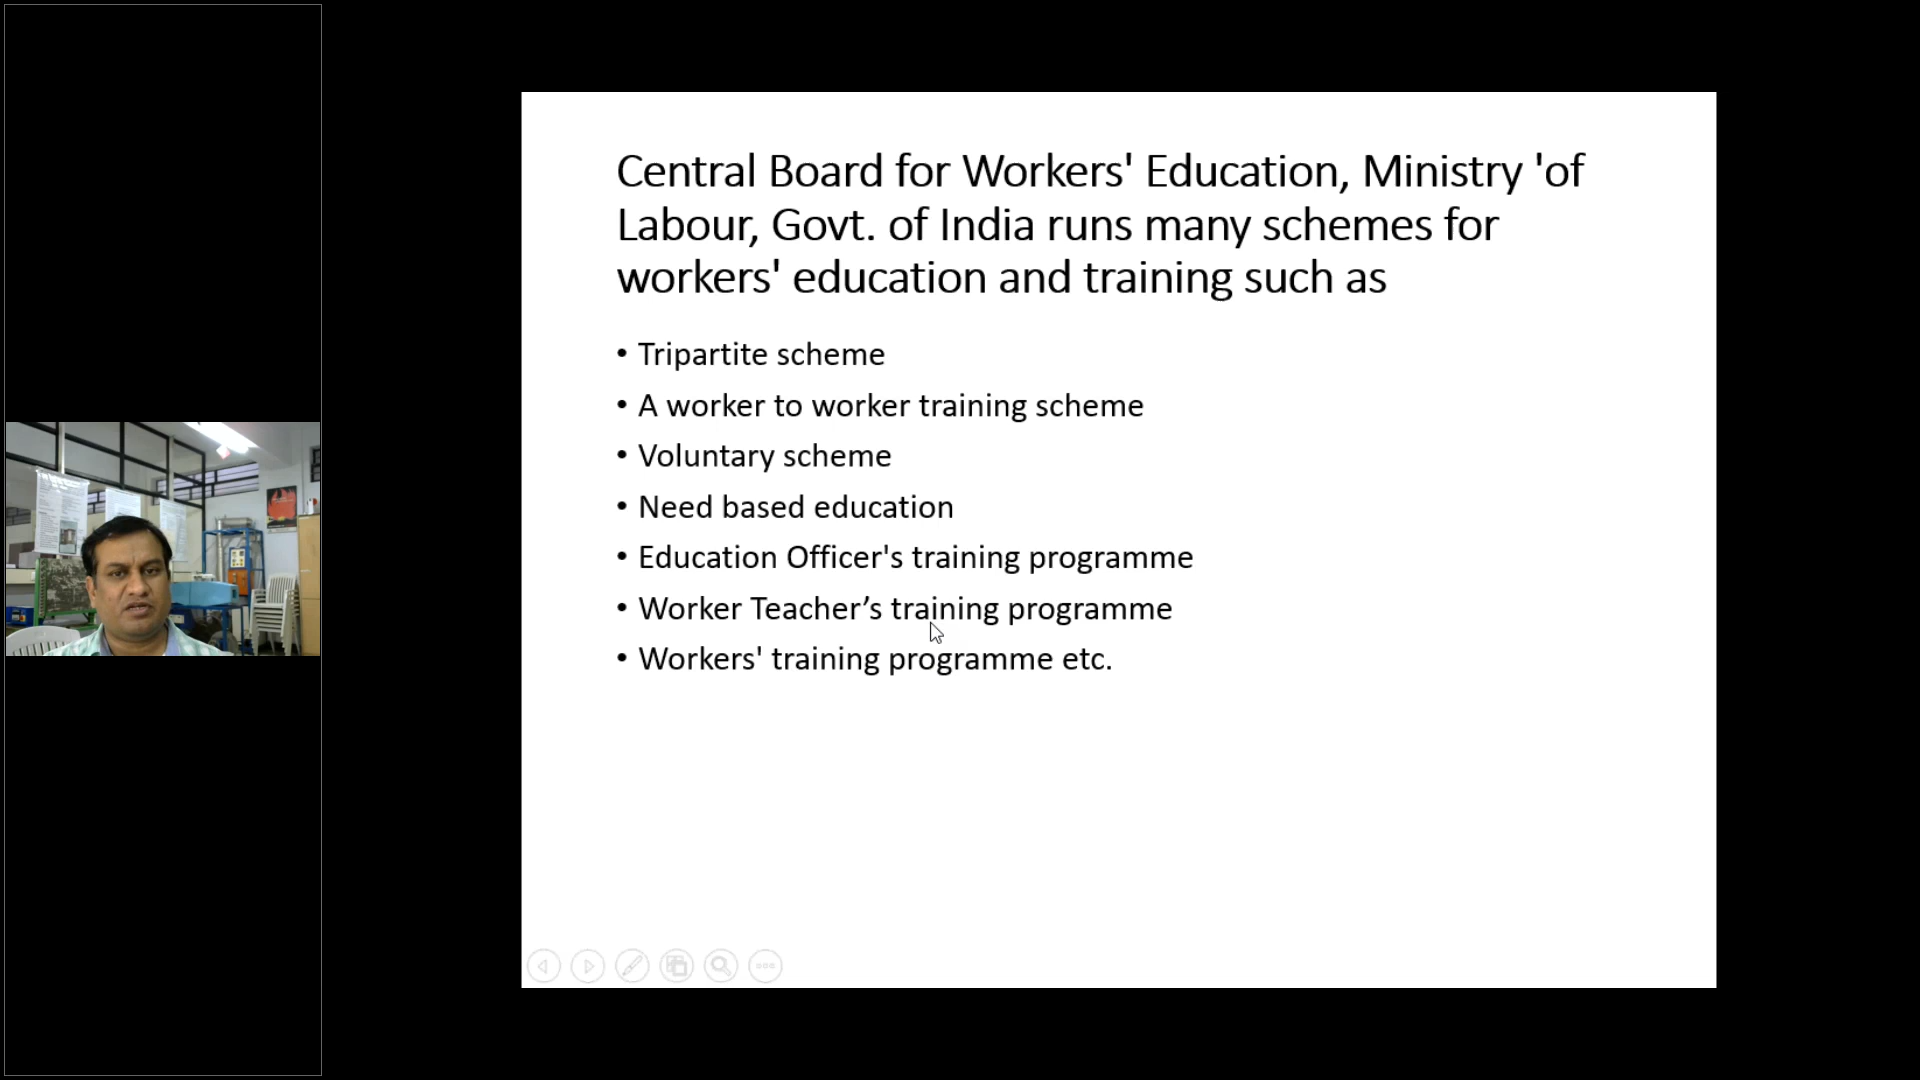 Central Board for Workers' Education, Ministry 'of
Labour, Govt. of India runs many schemes for
workers' education and training such as
• Tripartite scheme
• A worker to worker training scheme
• Voluntary scheme
• Need based education
• Education Officer's training programme
• Worker Teacher’s training programme
• Workers' training programme etc.